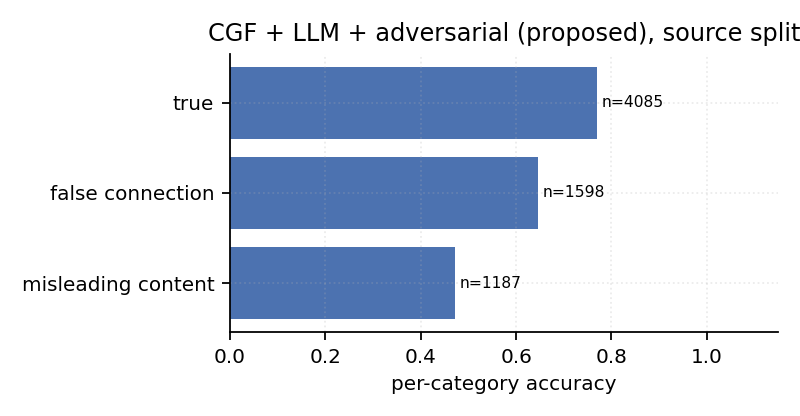 CGF + LLM + adversarial (proposed), source split
true
n=4085
false connection
n=1598
misleading content
n=1187
0.0 0.2 0.4 0.6 0.8 1.0
per-category accuracy